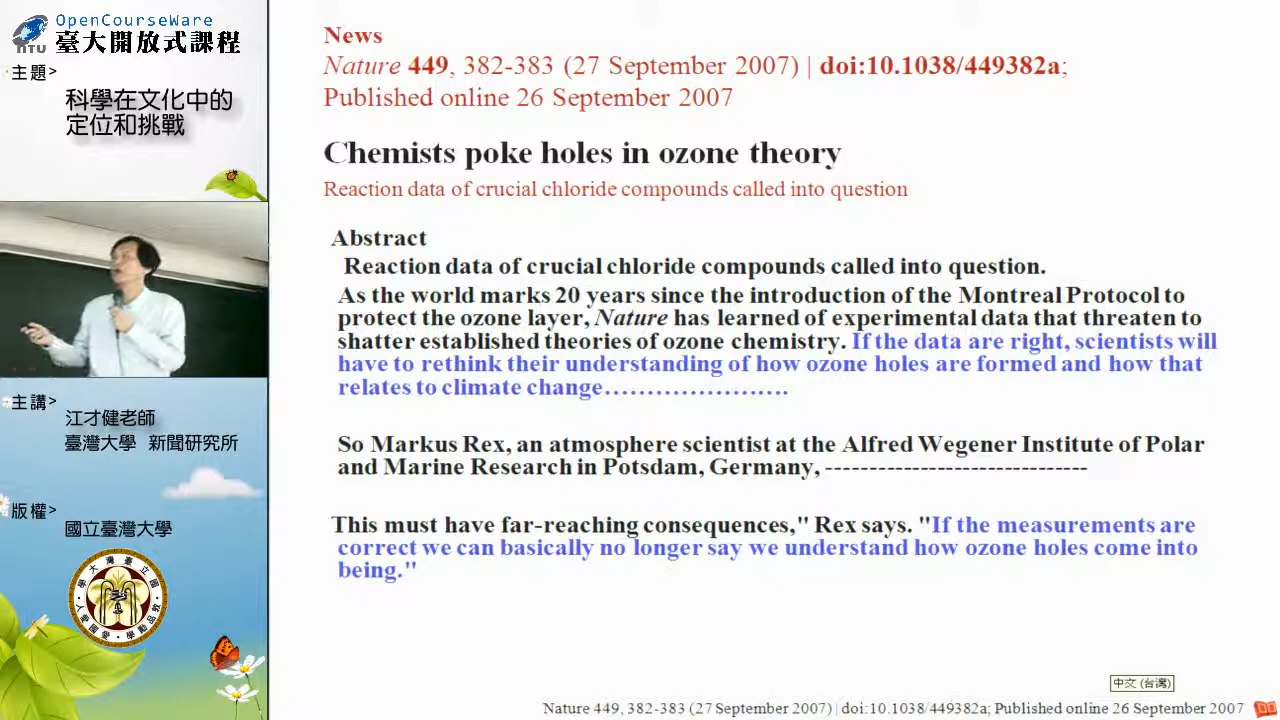 OpenCourseWare
NTU
臺大開放式課程
主題>
科學在文化中的
定位和挑戰
主講>
江才健老師
臺灣大學 新聞研究所
版權>
國立臺灣大學
News
Nature 449, 382-383 (27 September 2007) | doi:10.1038/449382a;
Published online 26 September 2007
Chemists poke holes in ozone theory
Reaction data of crucial chloride compounds called into question
Abstract
Reaction data of crucial chloride compounds called into question.
As the world marks 20 years since the introduction of the Montreal Protocol to
protect the ozone layer, Nature has learned of experimental data that threaten to
shatter established theories of ozone chemistry. If the data are right, scientists will
have to rethink their understanding of how ozone holes are formed and how that
relates to climate change…………………….
So Markus Rex, an atmosphere scientist at the Alfred Wegener Institute of Polar
and Marine Research in Potsdam, Germany, ------------------------------
This must have far-reaching consequences," Rex says. "If the measurements are
correct we can basically no longer say we understand how ozone holes come into
being."
中文 (台灣)
Nature 449, 382-383 (27 September 2007) | doi:10.1038/449382a; Published online 26 September 2007